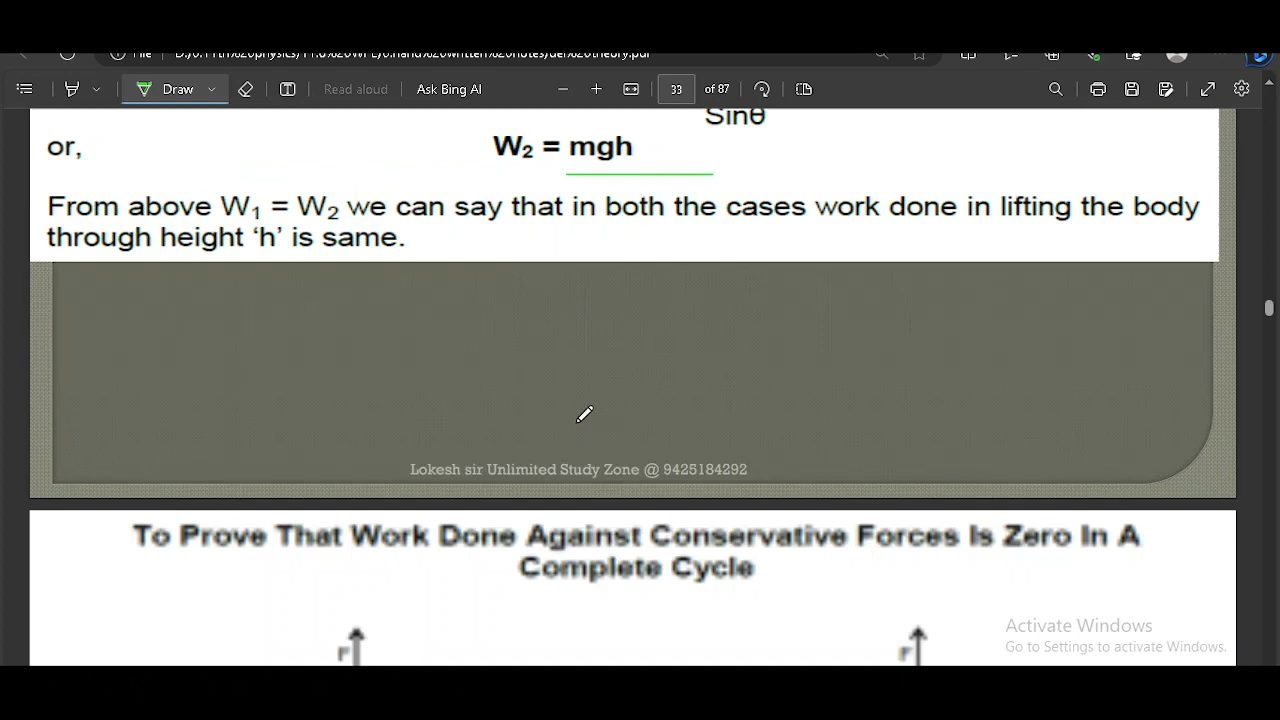 Draw
Read aloud
Ask Bing AI
33 of 87
Sinθ
or, W₂ = mgh
From above W₁ = W₂ we can say that in both the cases work done in lifting the body
through height ‘h’ is same.
Lokesh sir Unlimited Study Zone @ 9425184292
To Prove That Work Done Against Conservative Forces Is Zero In A
Complete Cycle
r r
Activate Windows
Go to Settings to activate Windows.